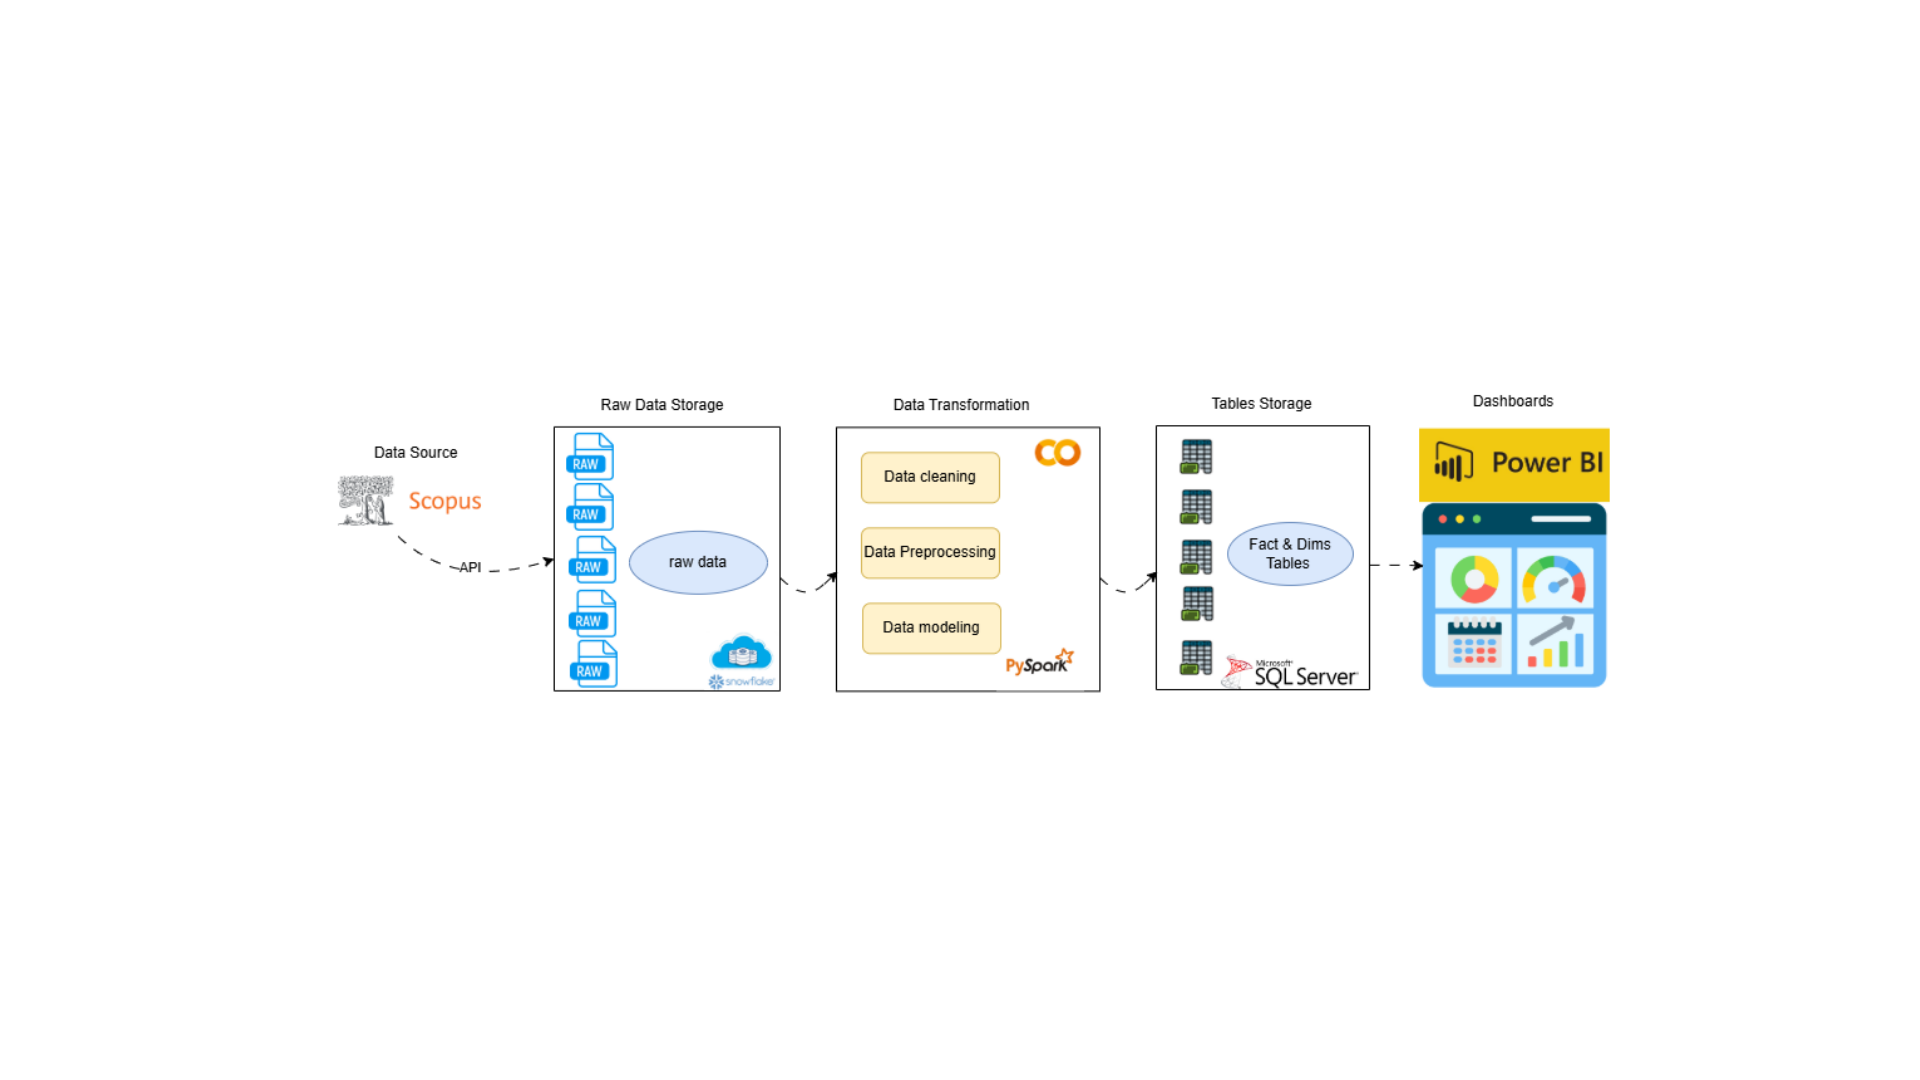 Data Source
Scopus
API
Raw Data Storage
RAW
RAW
RAW
RAW
RAW
raw data
snowflake
Data Transformation
CO
Data cleaning
Data Preprocessing
Data modeling
PySpark
Tables Storage
Fact & Dims
Tables
Microsoft
SQL Server
Dashboards
Power BI